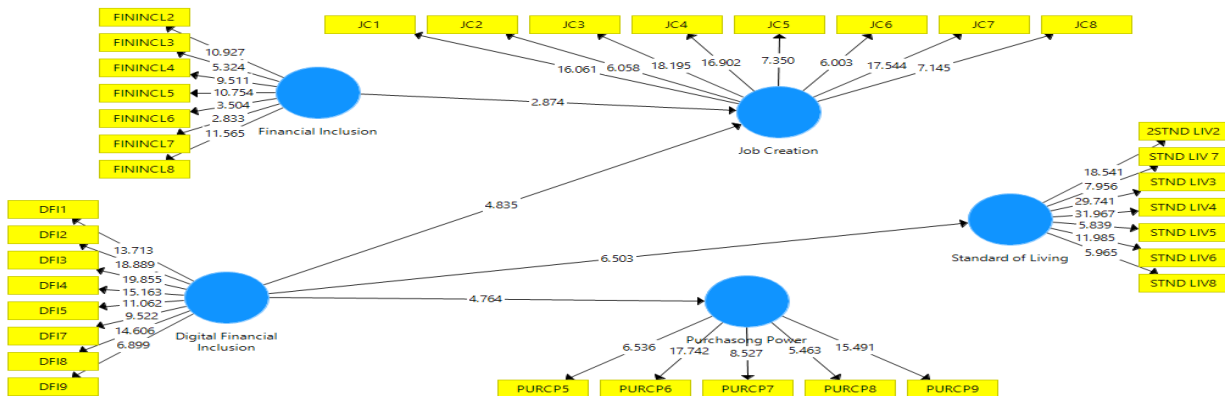 FININCL2
FININCL3
FININCL4
FININCL5
FININCL6
FININCL7
FININCL8
10.927
5.324
9.511
10.754
3.504
2.833
11.565
Financial Inclusion
JC1
JC2
JC3
JC4
JC5
JC6
JC7
JC8
16.061
6.058
18.195
16.902
7.350
6.003
17.544
7.145
2.874
Job Creation
4.835
DFI1
DFI2
DFI3
DFI4
DFI5
DFI7
DFI8
DFI9
13.713
18.889
19.855
15.163
11.062
9.522
14.606
6.899
Digital Financial
Inclusion
6.503
4.764
2STND LIV2
STND LIV 7
STND LIV3
STND LIV4
STND LIV5
STND LIV6
STND LIV8
18.541
7.956
29.741
31.967
5.839
11.985
5.965
Standard of Living
Purchasong Power
6.536
17.742
8.527
5.463
15.491
PURCP5
PURCP6
PURCP7
PURCP8
PURCP9